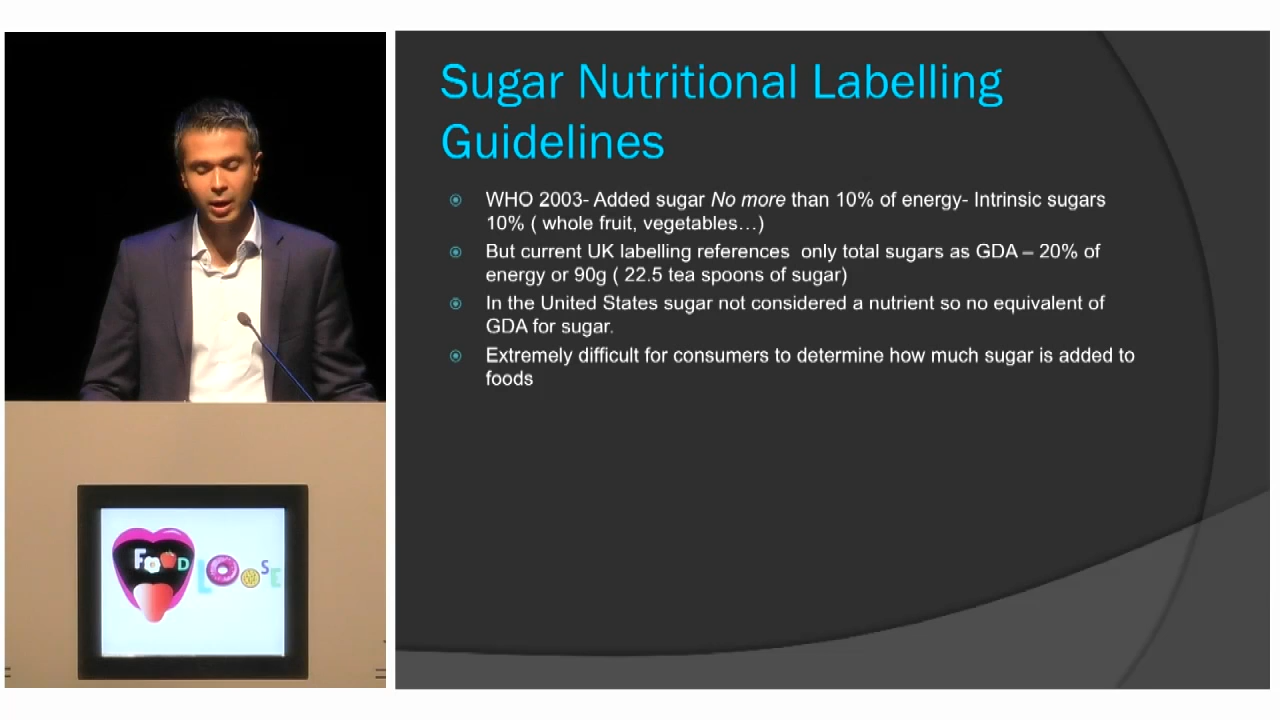 Sugar Nutritional Labelling
Guidelines
WHO 2003- Added sugar No more than 10% of energy- Intrinsic sugars
10% ( whole fruit, vegetables…)
But current UK labelling references only total sugars as GDA – 20% of
energy or 90g ( 22.5 tea spoons of sugar)
In the United States sugar not considered a nutrient so no equivalent of
GDA for sugar.
Extremely difficult for consumers to determine how much sugar is added to
foods
FOOD
LOOSE